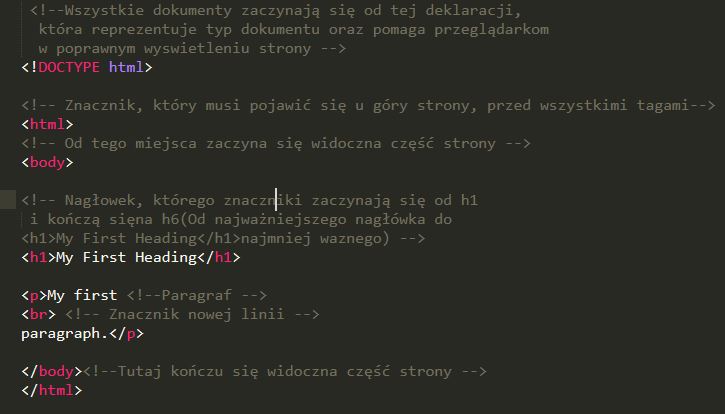 <!--Wszystkie dokumenty zaczynają się od tej deklaracji,
która reprezentuje typ dokumentu oraz pomaga przeglądarkom
w poprawnym wyswietleniu strony -->
<!DOCTYPE html>
<!-- Znacznik, który musi pojawić się u góry strony, przed wszystkimi tagami-->
<html>
<!-- Od tego miejsca zaczyna się widoczna część strony -->
<body>
<!-- Nagłowek, którego znaczniki zaczynają się od h1
i kończą sięna h6(Od najważniejszego nagłówka do
<h1>My First Heading</h1>najmniej waznego) -->
<h1>My First Heading</h1>
<p>My first <!--Paragraf -->
<br> <!-- Znacznik nowej linii -->
paragraph.</p>
</body><!--Tutaj kończu się widoczna część strony -->
</html>